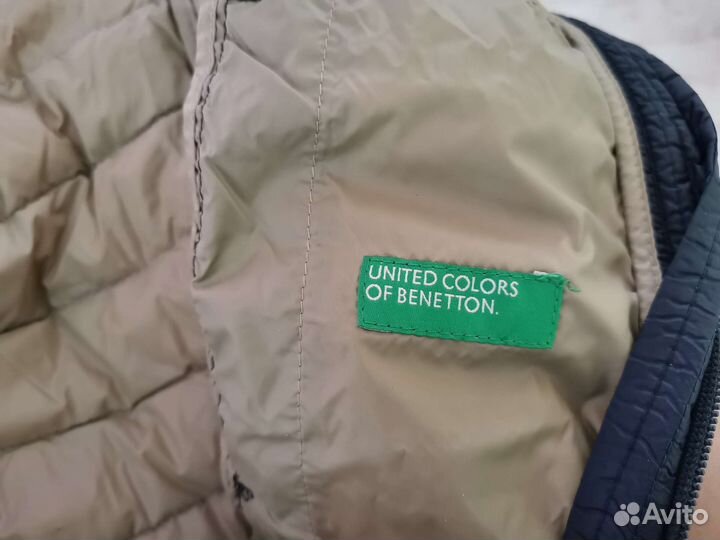 UNITED COLORS
OF BENETTON.
Avito